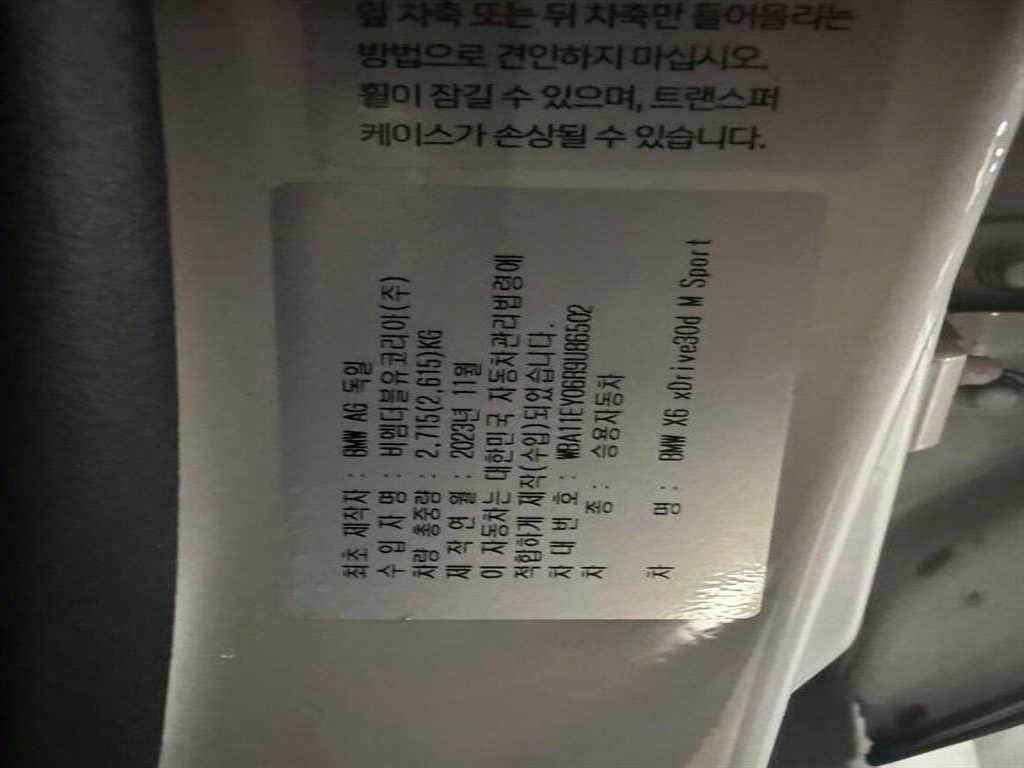 앞 차축 또는 뒤 차축만 들어올리는
방법으로 견인하지 마십시오.
휠이 잠길 수 있으며, 트랜스퍼
케이스가 손상될 수 있습니다.
최초 제작자 : BMW AG 독일
수 입 자 명 : 비엠더블유코리아(주)
차량 총중량 : 2,715(2,615)KG
제 작 연 월 : 2023년 11월
이 자동차는 대한민국 자동차관리법령에
적합하게 제작(수입)되었습니다.
차 대 번 호 : WBA11EY06R9U86502
차 종 : 승용자동차
차 명 : BMW X6 xDrive30d M Sport